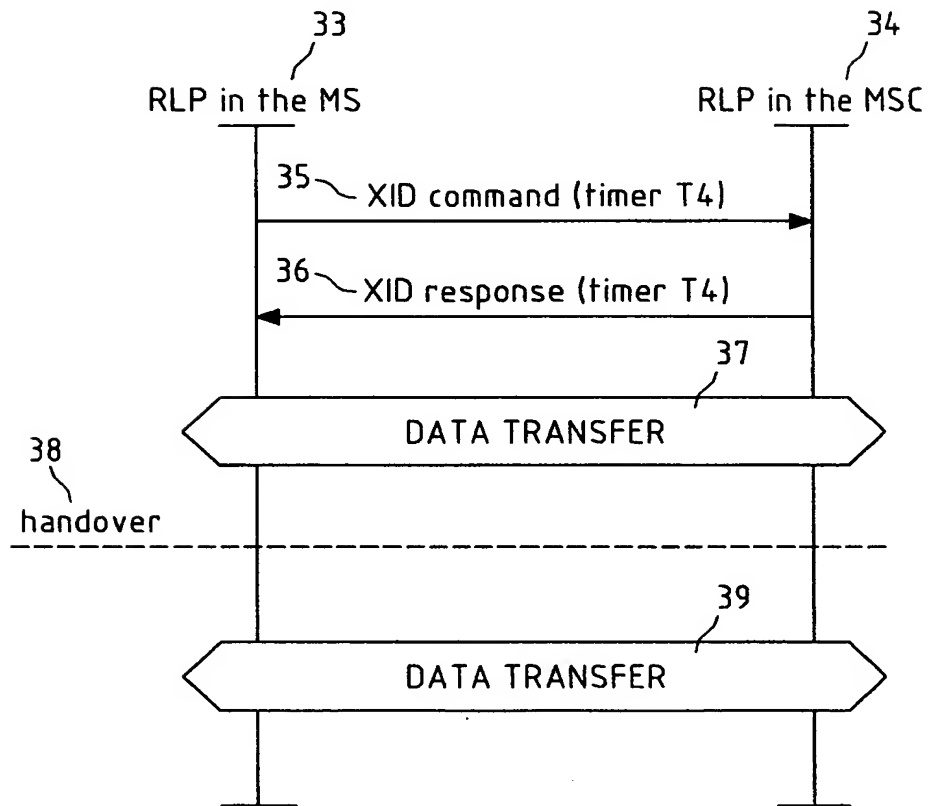 33
34
RLP in the MS
RLP in the MSC
35
XID command (timer T4)
36
XID response (timer T4)
37
DATA TRANSFER
38
handover
39
DATA TRANSFER